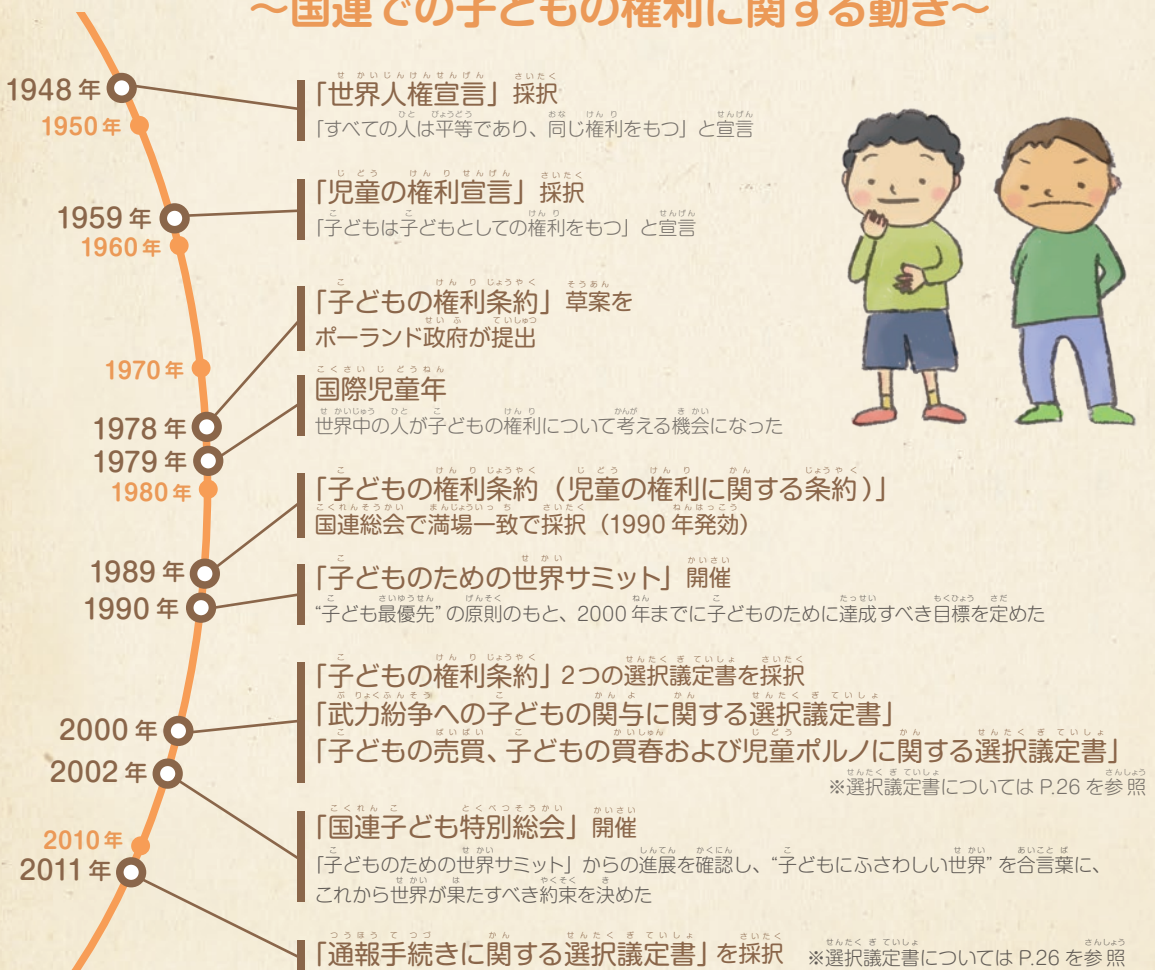 ～国連での子どもの権利に関する動き～
1948年
「世界人権宣言」採択
「すべての人は平等であり、同じ権利をもつ」と宣言
1950年
1959年
「児童の権利宣言」採択
「子どもは子どもとしての権利をもつ」と宣言
1960年
「子どもの権利条約」草案を
ポーランド政府が提出
1970年
1978年
国際児童年
世界中の人が子どもの権利について考える機会になった
1979年
1980年
「子どもの権利条約（児童の権利に関する条約）」
国連総会で満場一致で採択（1990年発効）
1989年
「子どものための世界サミット」開催
“子ども最優先”の原則のもと、2000年までに子どものために達成すべき目標を定めた
1990年
「子どもの権利条約」2つの選択議定書を採択
「武力紛争への子どもの関与に関する選択議定書」
「子どもの売買、子どもの買春および児童ポルノに関する選択議定書」
※選択議定書については P.26 を参照
2000年
2002年
「国連子ども特別総会」開催
「子どものための世界サミット」からの進展を確認し、“子どもにふさわしい世界”を合言葉に、
これから世界が果たすべき約束を決めた
2010年
2011年
「通報手続きに関する選択議定書」を採択 ※選択議定書については P.26 を参照